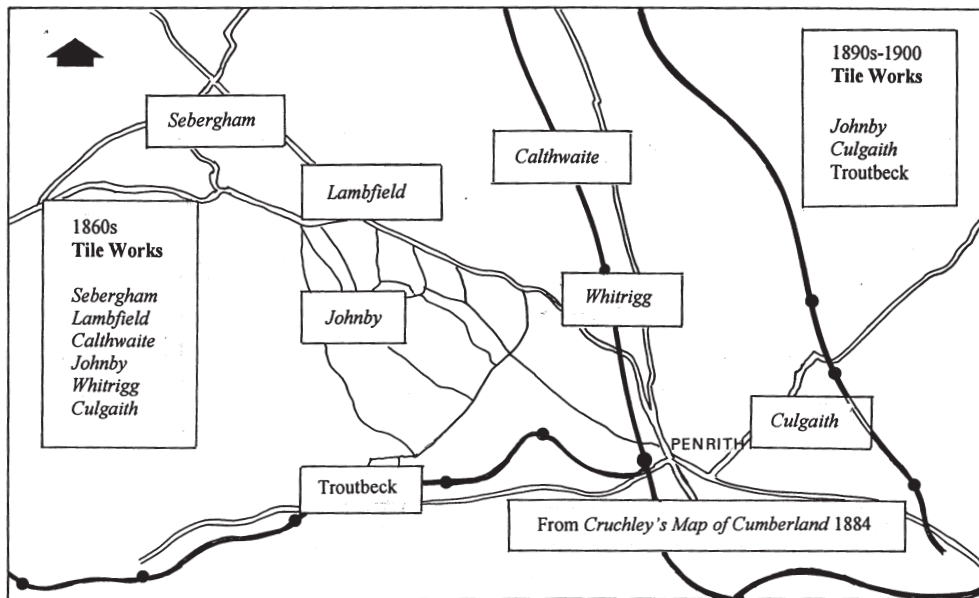 1890s-1900
Tile Works
Johnby
Culgaith
Troutbeck
Sebergham
Calthwaite
Lambfield
1860s
Tile Works
Sebergham
Lambfield
Calthwaite
Johnby
Whitrigg
Culgaith
Whitrigg
Johnby
Culgaith
PENRITH
Troutbeck
From Cruchley's Map of Cumberland 1884